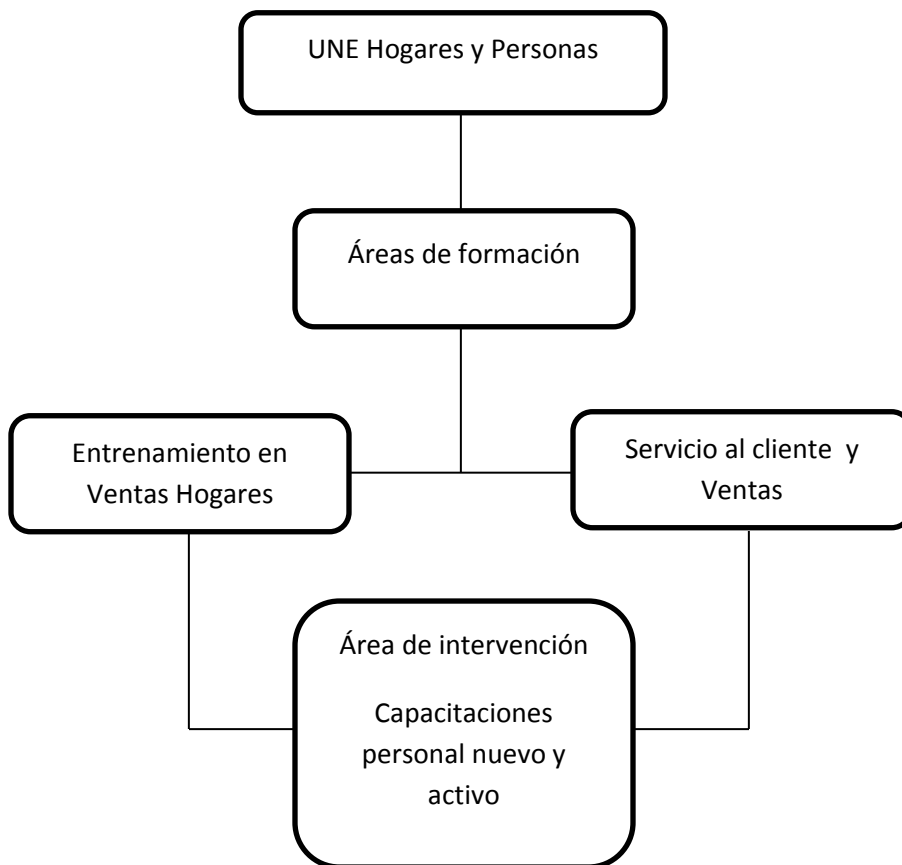 UNE Hogares y Personas
Áreas de formación
Entrenamiento en
Ventas Hogares
Servicio al cliente y
Ventas
Área de intervención
Capacitaciones
personal nuevo y
activo